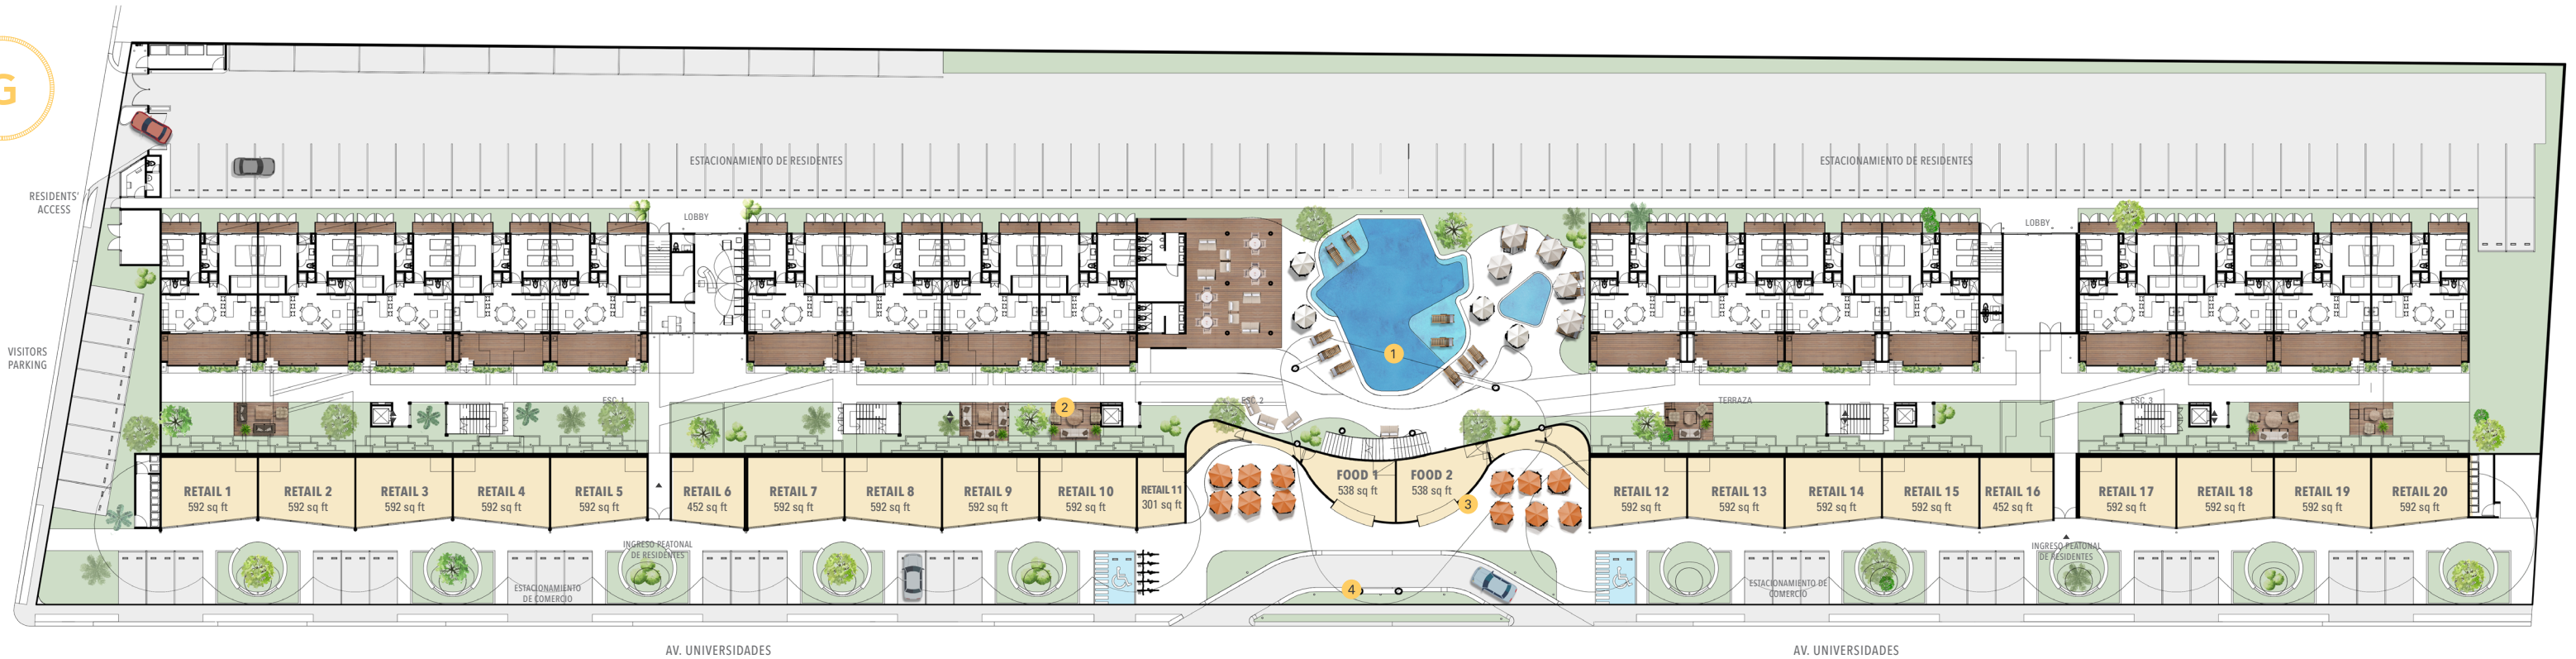 G
ESTACIONAMIENTO DE RESIDENTES
ESTACIONAMIENTO DE RESIDENTES
RESIDENTS'
ACCESS
LOBBY
LOBBY
VISITORS
PARKING
1
ESC. 1
2
ESC. 2
TERRAZA
ESC. 3
RETAIL 1
592 sq ft
RETAIL 2
592 sq ft
RETAIL 3
592 sq ft
RETAIL 4
592 sq ft
RETAIL 5
592 sq ft
RETAIL 6
452 sq ft
RETAIL 7
592 sq ft
RETAIL 8
592 sq ft
RETAIL 9
592 sq ft
RETAIL 10
592 sq ft
RETAIL 11
301 sq ft
FOOD 1
538 sq ft
FOOD 2
538 sq ft
3
RETAIL 12
592 sq ft
RETAIL 13
592 sq ft
RETAIL 14
592 sq ft
RETAIL 15
592 sq ft
RETAIL 16
452 sq ft
RETAIL 17
592 sq ft
RETAIL 18
592 sq ft
RETAIL 19
592 sq ft
RETAIL 20
592 sq ft
INGRESO PEATONAL
DE RESIDENTES
INGRESO PEATONAL
DE RESIDENTES
ESTACIONAMIENTO
DE COMERCIO
4
ESTACIONAMIENTO DE
COMERCIO
AV. UNIVERSIDADES
AV. UNIVERSIDADES